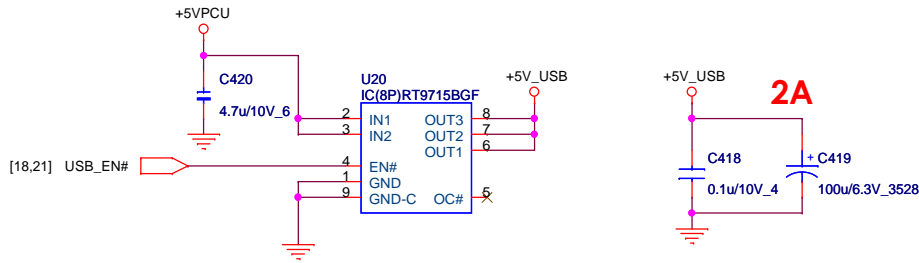 +5VPCU
C420
4.7u/10V_6
U20
IC(8P)RT9715BGF
2 IN1 OUT3 8
3 IN2 OUT2 7
OUT1 6
4 EN#
1 GND
9 GND-C OC# 5
[18,21] USB_EN#
+5V_USB
+5V_USB
2A
C418
0.1u/10V_4
+ C419
100u/6.3V_3528